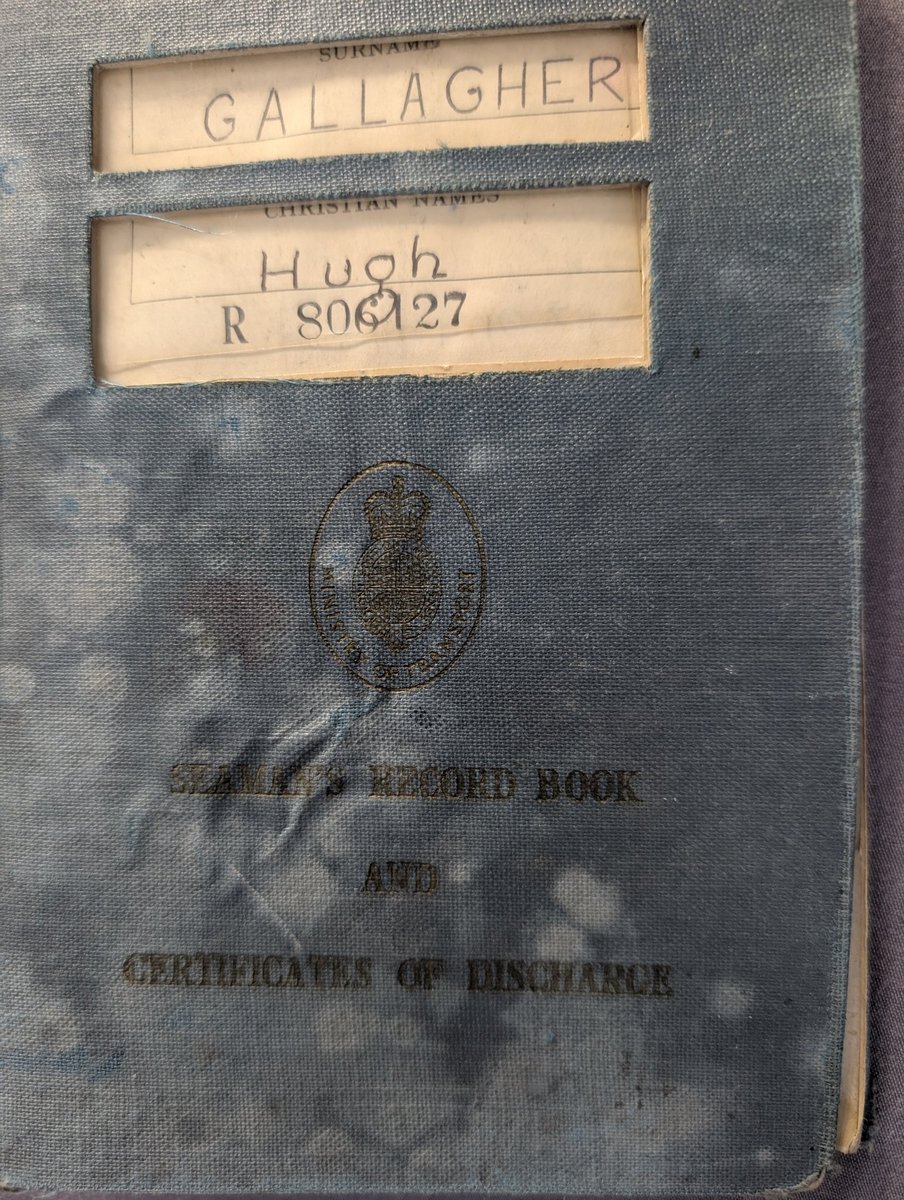 SURNAME
GALLAGHER
CHRISTIAN NAMES
Hugh
R 806127
MINISTRY OF TRANSPORT
SEAMAN'S RECORD BOOK
AND
CERTIFICATES OF DISCHARGE